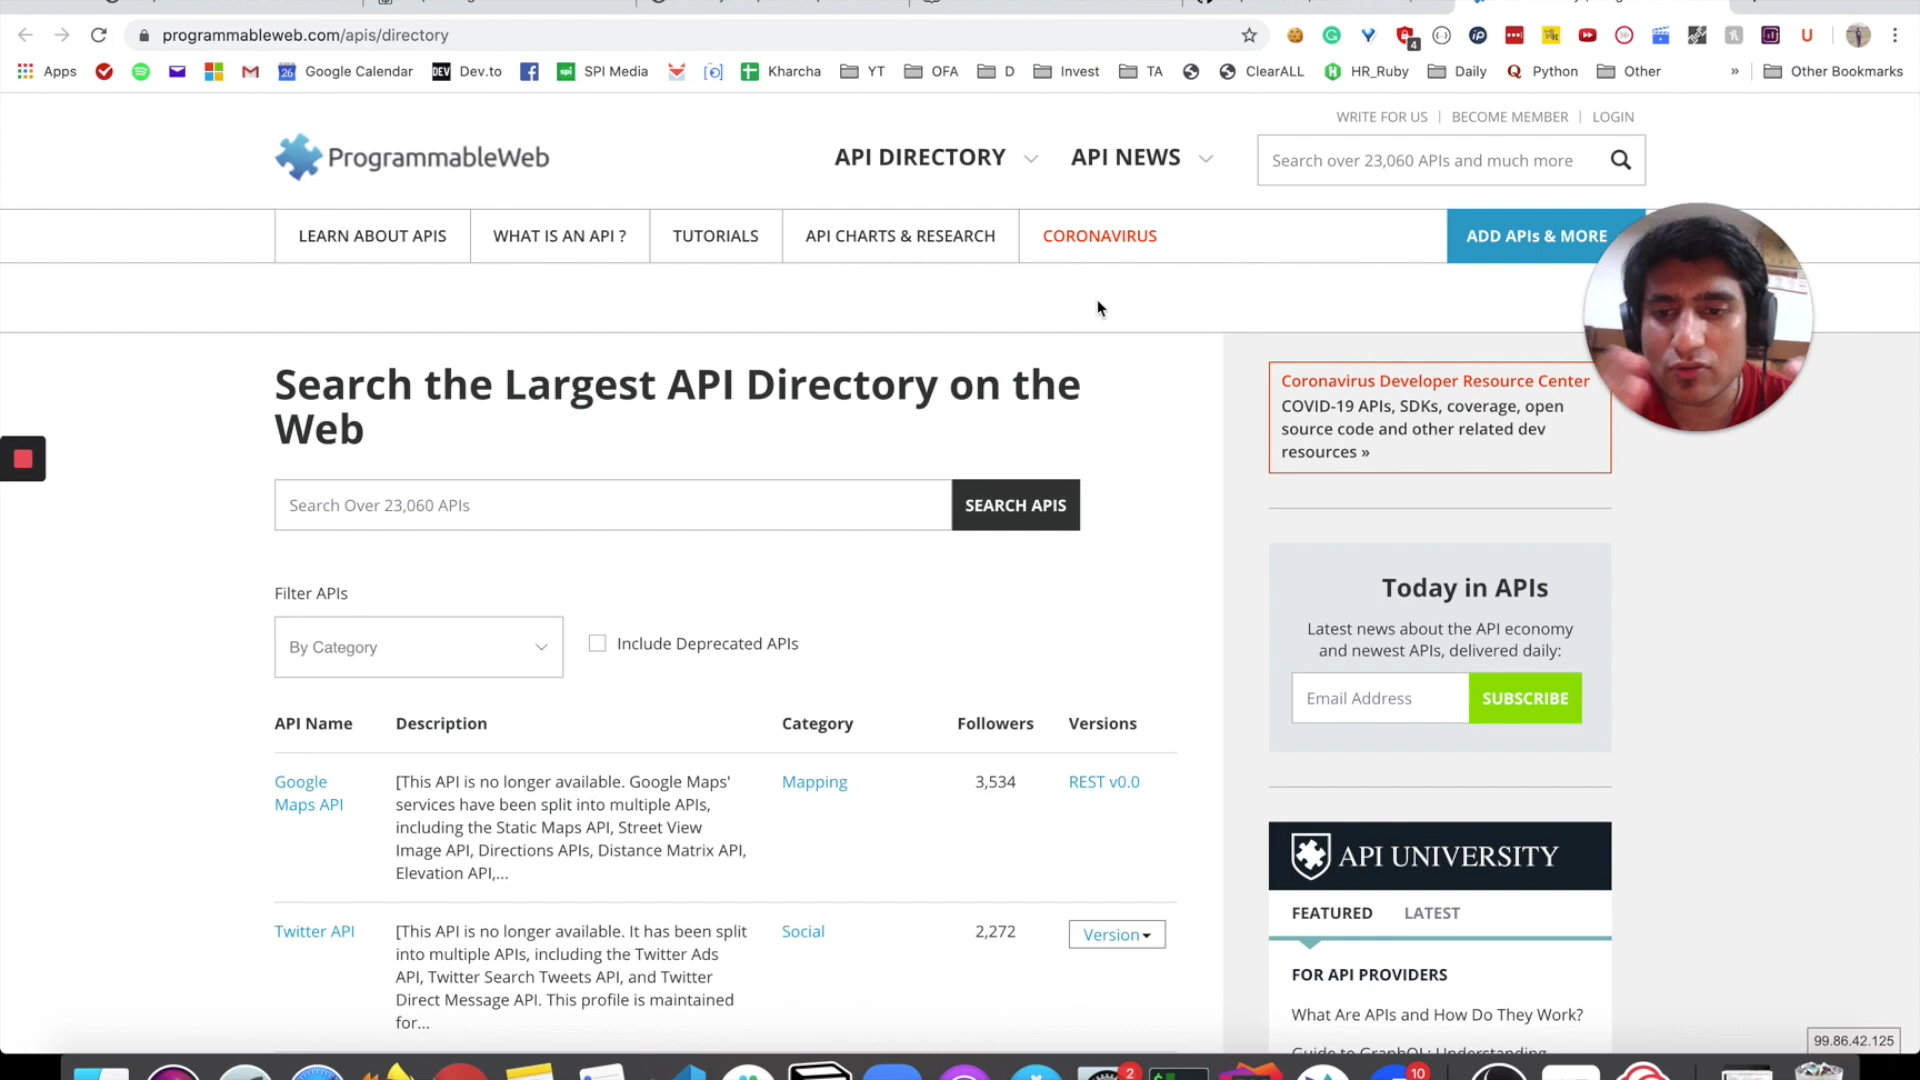 programmableweb.com/apis/directory
4
Apps
26
Google Calendar
DEV
Dev.to
spi
SPI Media
Kharcha
YT
OFA
D
Invest
TA
ClearALL
HR_Ruby
Daily
Python
Other
»
Other Bookmarks
WRITE FOR US | BECOME MEMBER | LOGIN
ProgrammableWeb
API DIRECTORY
API NEWS
Search over 23,060 APIs and much more
LEARN ABOUT APIS
WHAT IS AN API ?
TUTORIALS
API CHARTS & RESEARCH
CORONAVIRUS
ADD APIs & MORE
Search the Largest API Directory on the
Web
Search Over 23,060 APIs
SEARCH APIS
Filter APIs
By Category
Include Deprecated APIs
API Name
Description
Category
Followers
Versions
Google
Maps API
[This API is no longer available. Google Maps'
services have been split into multiple APIs,
including the Static Maps API, Street View
Image API, Directions APIs, Distance Matrix API,
Elevation API,...
Mapping
3,534
REST v0.0
Twitter API
[This API is no longer available. It has been split
into multiple APIs, including the Twitter Ads
API, Twitter Search Tweets API, and Twitter
Direct Message API. This profile is maintained
for...
Social
2,272
Version
Coronavirus Developer Resource Center
COVID-19 APIs, SDKs, coverage, open
source code and other related dev
resources »
Today in APIs
Latest news about the API economy
and newest APIs, delivered daily:
Email Address
SUBSCRIBE
API UNIVERSITY
FEATURED
LATEST
FOR API PROVIDERS
What Are APIs and How Do They Work?
Guide to GraphQL: Understanding
99.86.42.125
2
10